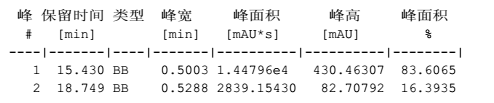 峰 保留时间 类型 峰宽 峰面积 峰高 峰面积
# [min] [min] [mAU*s] [mAU] %
----|-------|----|-------|----------|----------|--------|
1 15.430 BB 0.5003 1.44796e4 430.46307 83.6065
2 18.749 BB 0.5288 2839.15430 82.70792 16.3935